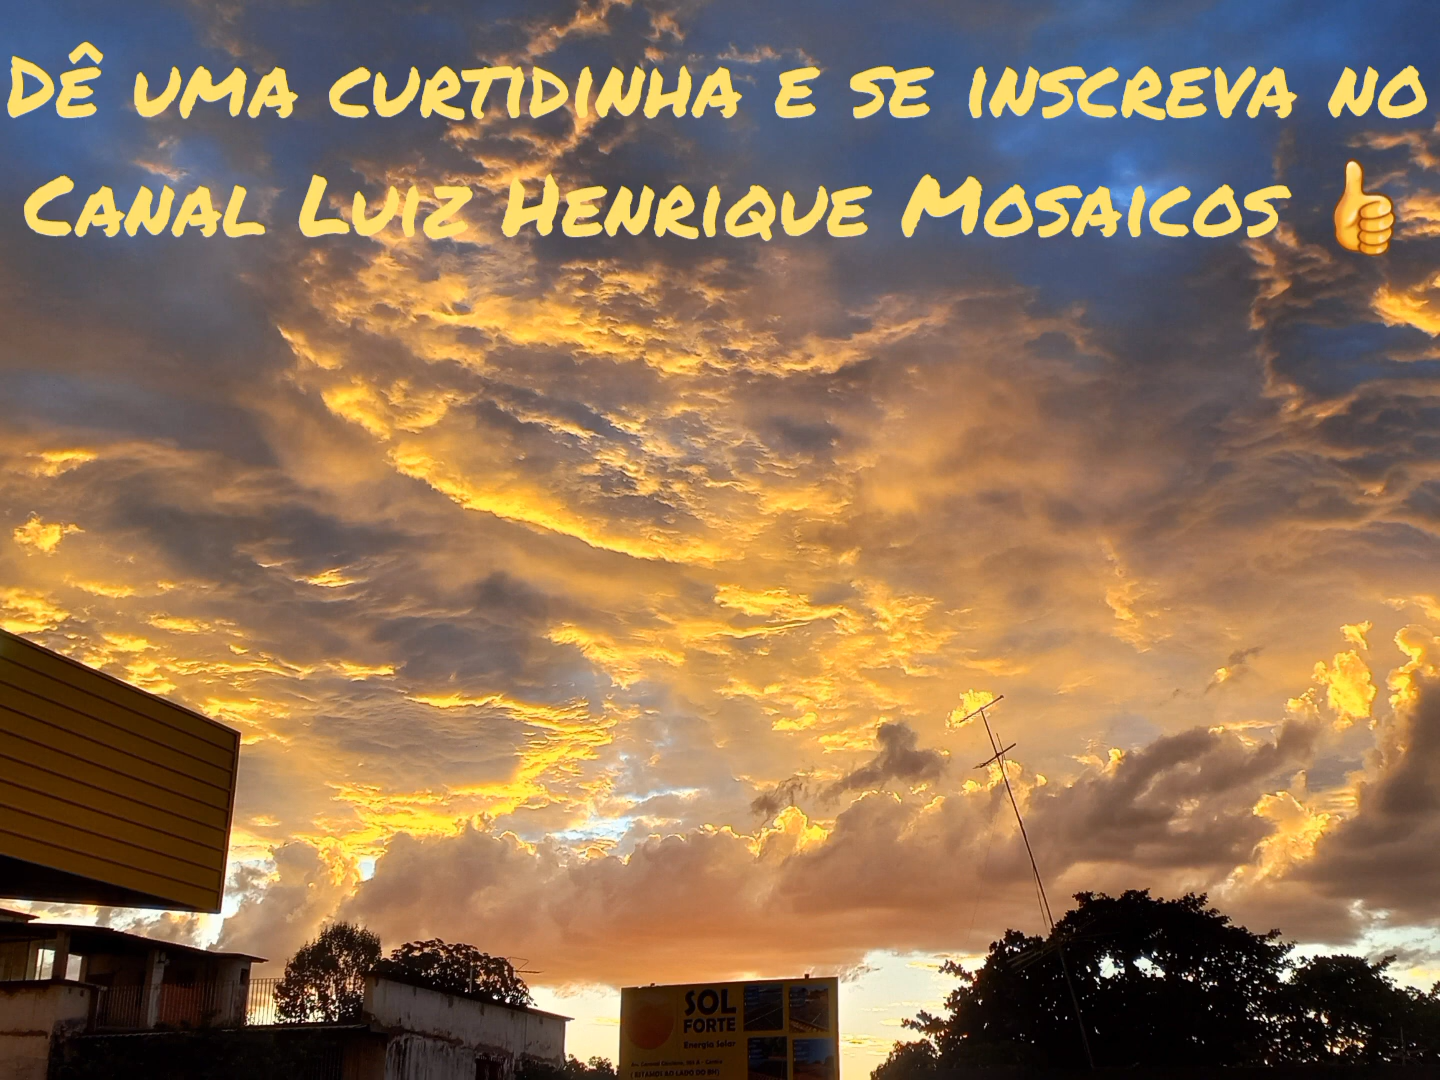 Dê uma curtidinha e se inscreva no
Canal Luiz Henrique Mosaicos 👍
SOL
FORTE
Energia Solar